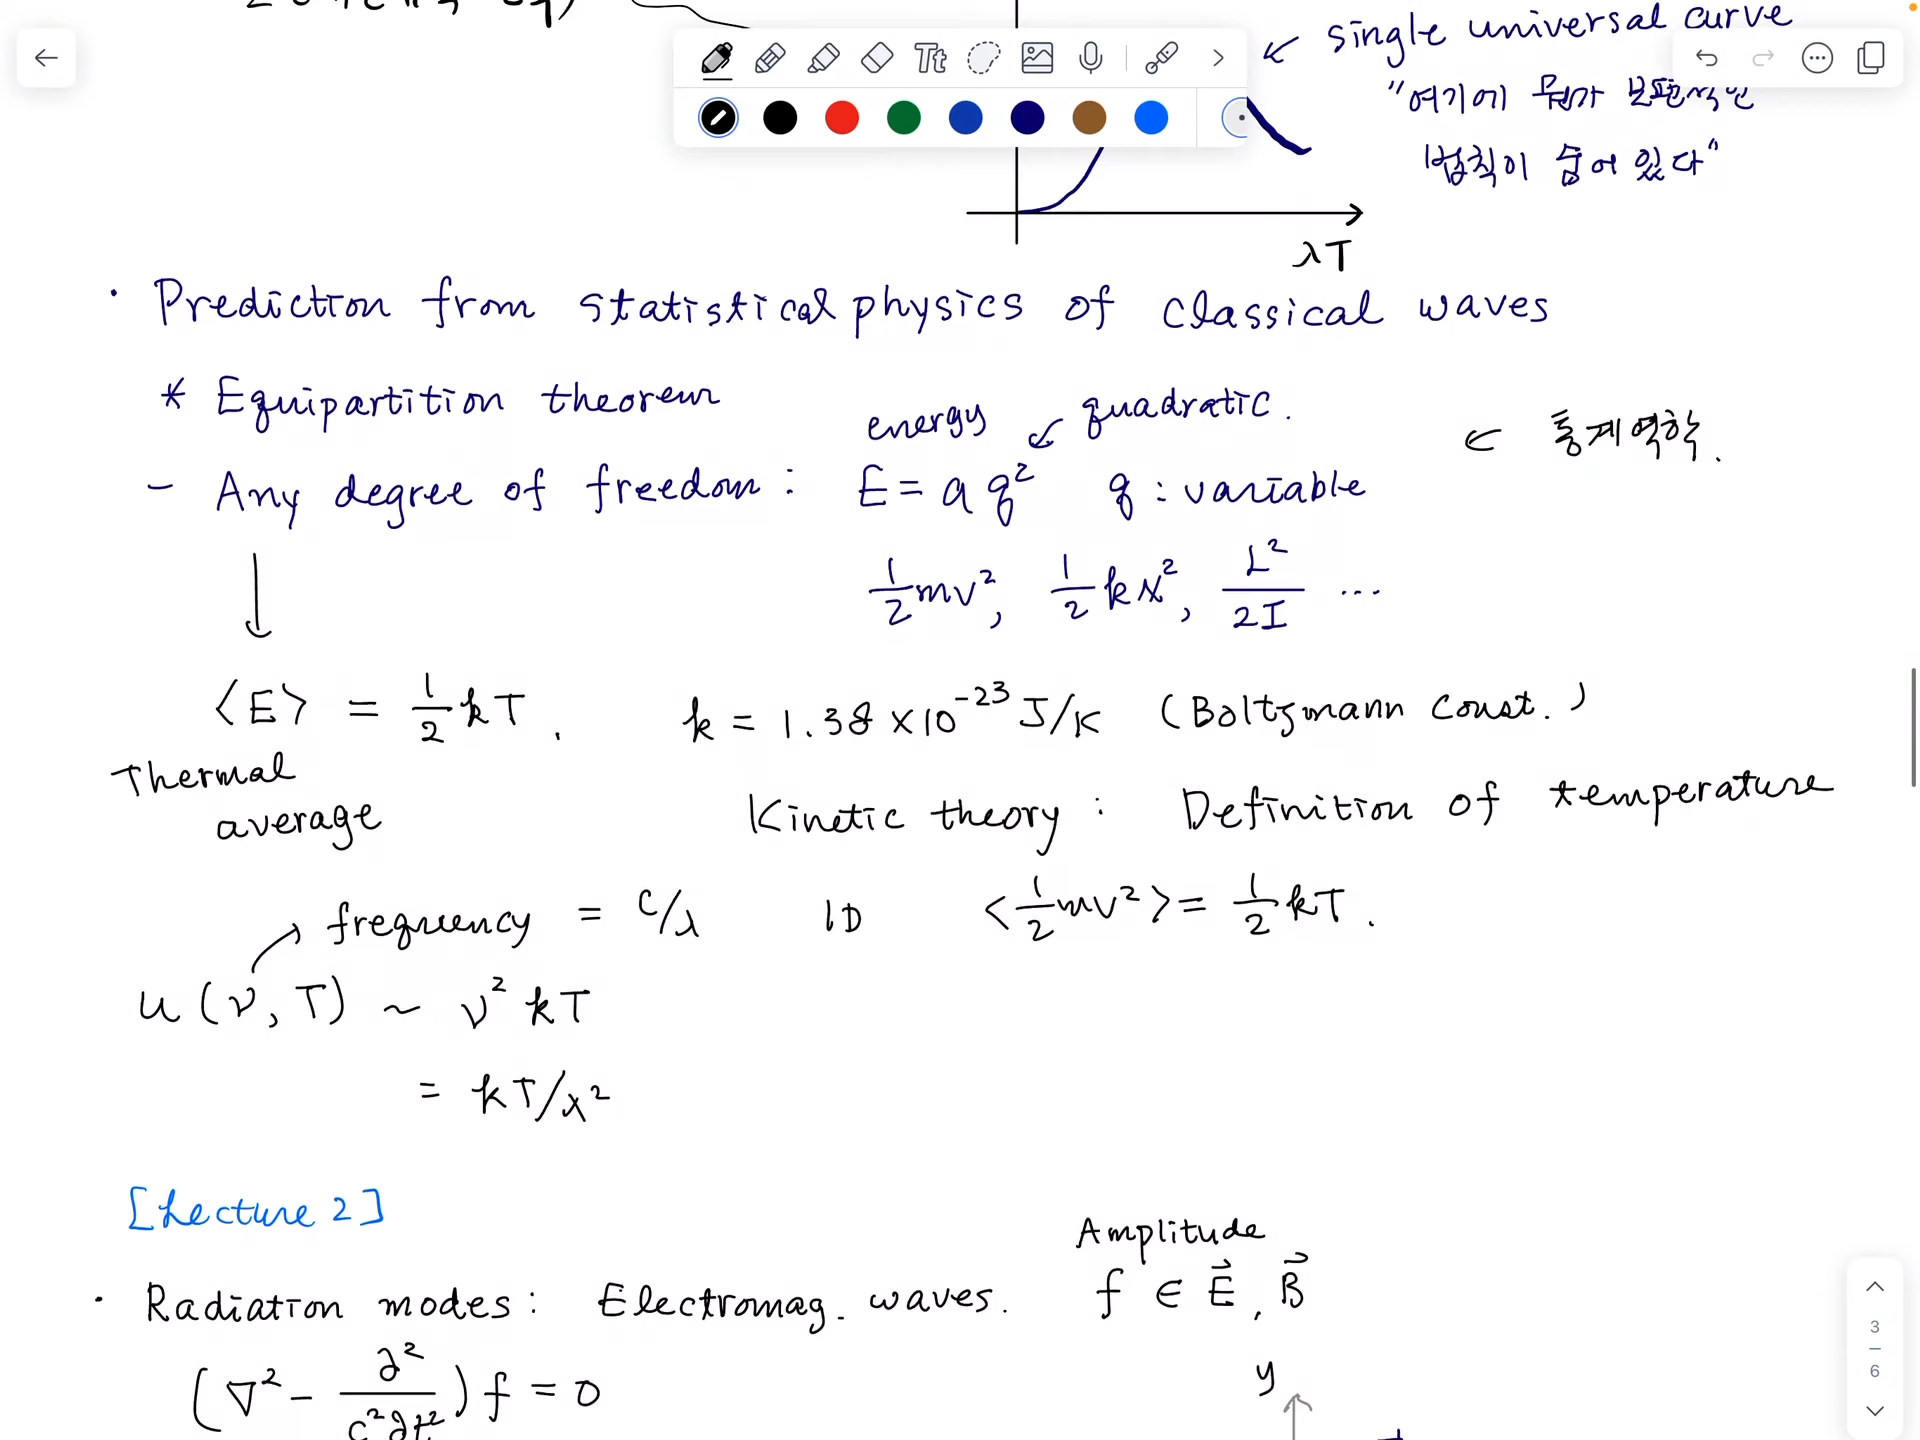 ← single universal curve
"여기에 뭔가 보편적인
법칙이 숨어 있다"
λT
· Prediction from statistical physics of classical waves
* Equipartition theorem
energy ↙ quadratic.
← 통계역학.
- Any degree of freedom : E = a q² q : variable
↓ ½mv², ½kx², L²/2I ...
⟨E⟩ = ½kT. k = 1.38 × 10⁻²³ J/K (Boltzmann const.)
Thermal
average
Kinetic theory : Definition of temperature
frequency = c/λ 1D ⟨½mv²⟩ = ½kT.
u(ν, T) ~ ν² kT
= kT/λ²
[Lecture 2]
Amplitude
· Radiation modes : Electromag. waves. f ∈ E⃗, B⃗
(∇² - ∂²/c²∂t²) f = 0
y
Tt
3
6